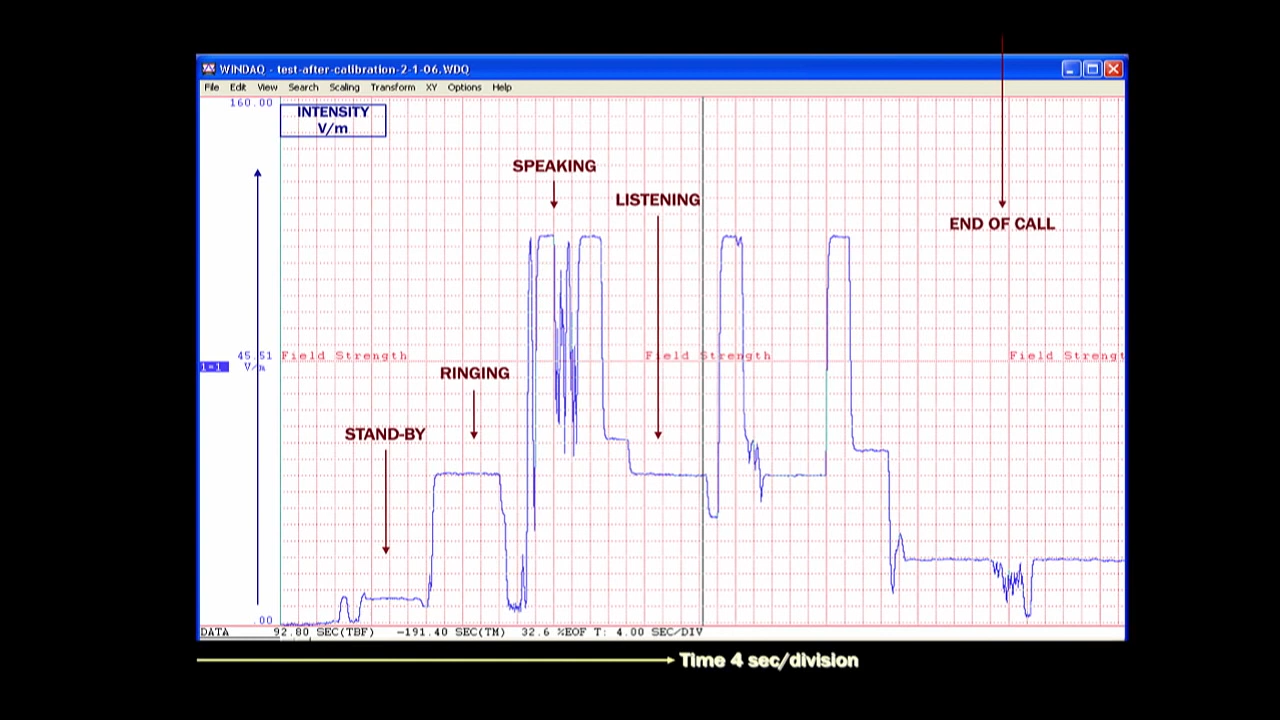 WINDAQ - test-after-calibration-2-1-06.WDQ
File Edit View Search Scaling Transform XY Options Help
160.00
INTENSITY
V/m
SPEAKING
LISTENING
END OF CALL
45.51 Field Strength Field Strength Field Strengt
1=1 V/m
RINGING
STAND-BY
.00
DATA 92.80 SEC(TBF) -191.40 SEC(TM) 32.6 %EOF T: 4.00 SEC/DIV
Time 4 sec/division